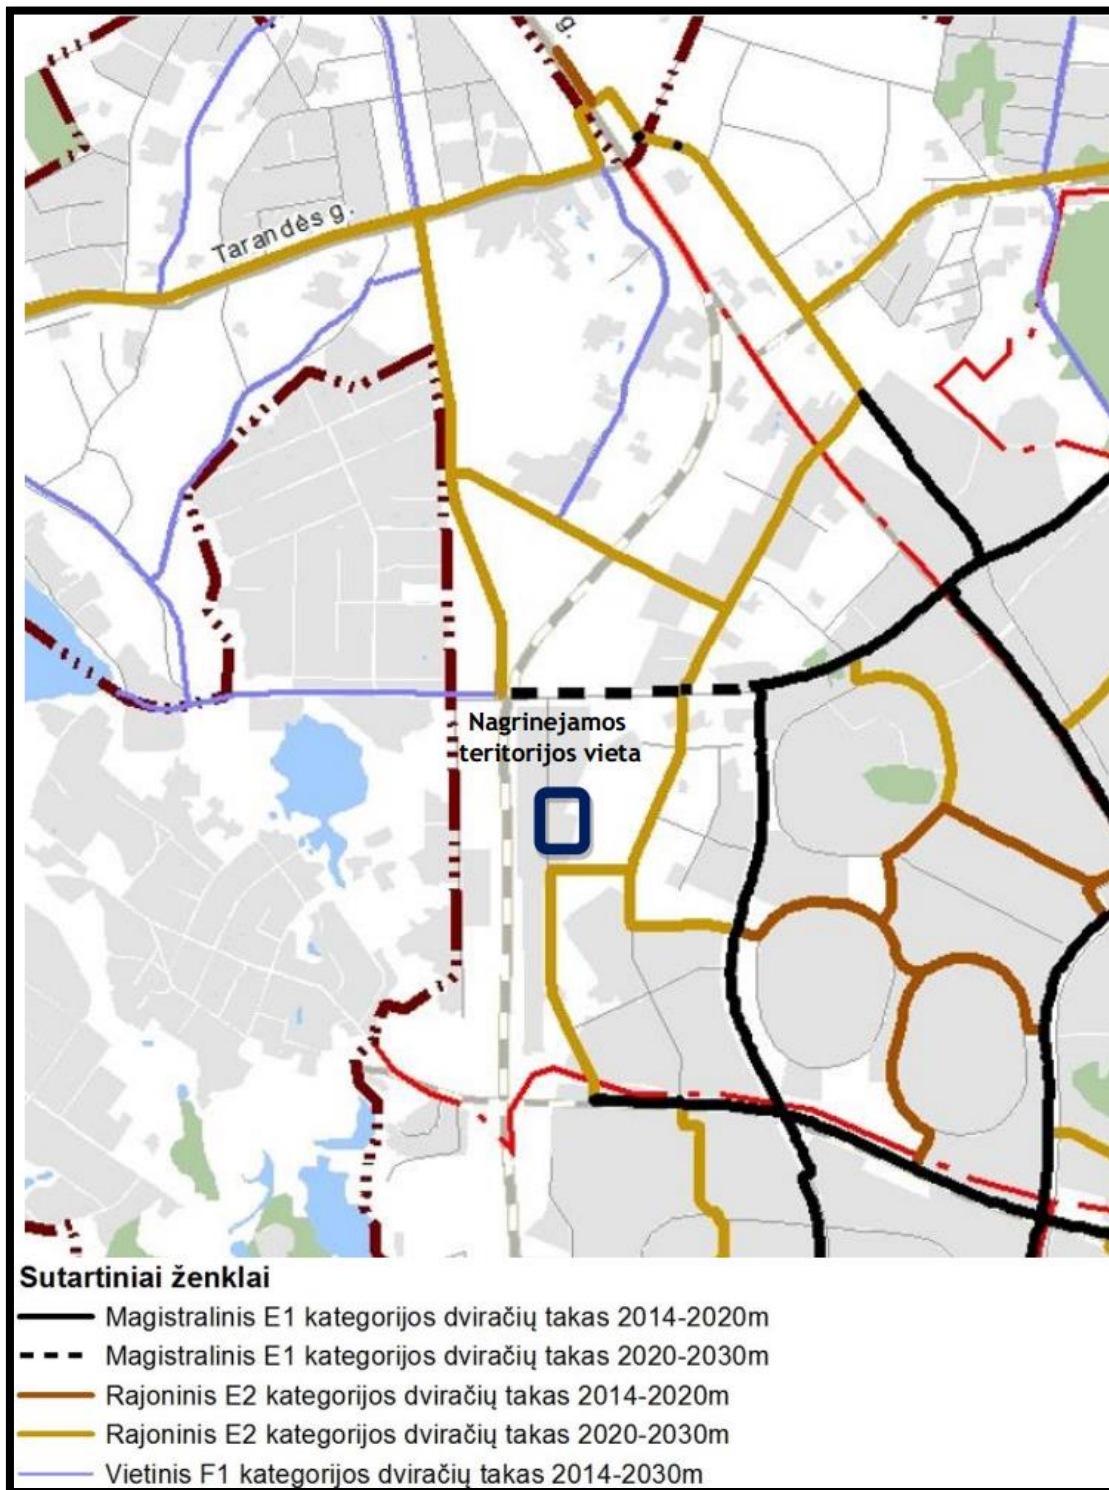 g.
Tarandės g.
Nagrinejamos
teritorijos vieta
Sutartiniai ženklai
Magistralinis E1 kategorijos dviračių takas 2014-2020m
Magistralinis E1 kategorijos dviračių takas 2020-2030m
Rajoninis E2 kategorijos dviračių takas 2014-2020m
Rajoninis E2 kategorijos dviračių takas 2020-2030m
Vietinis F1 kategorijos dviračių takas 2014-2030m